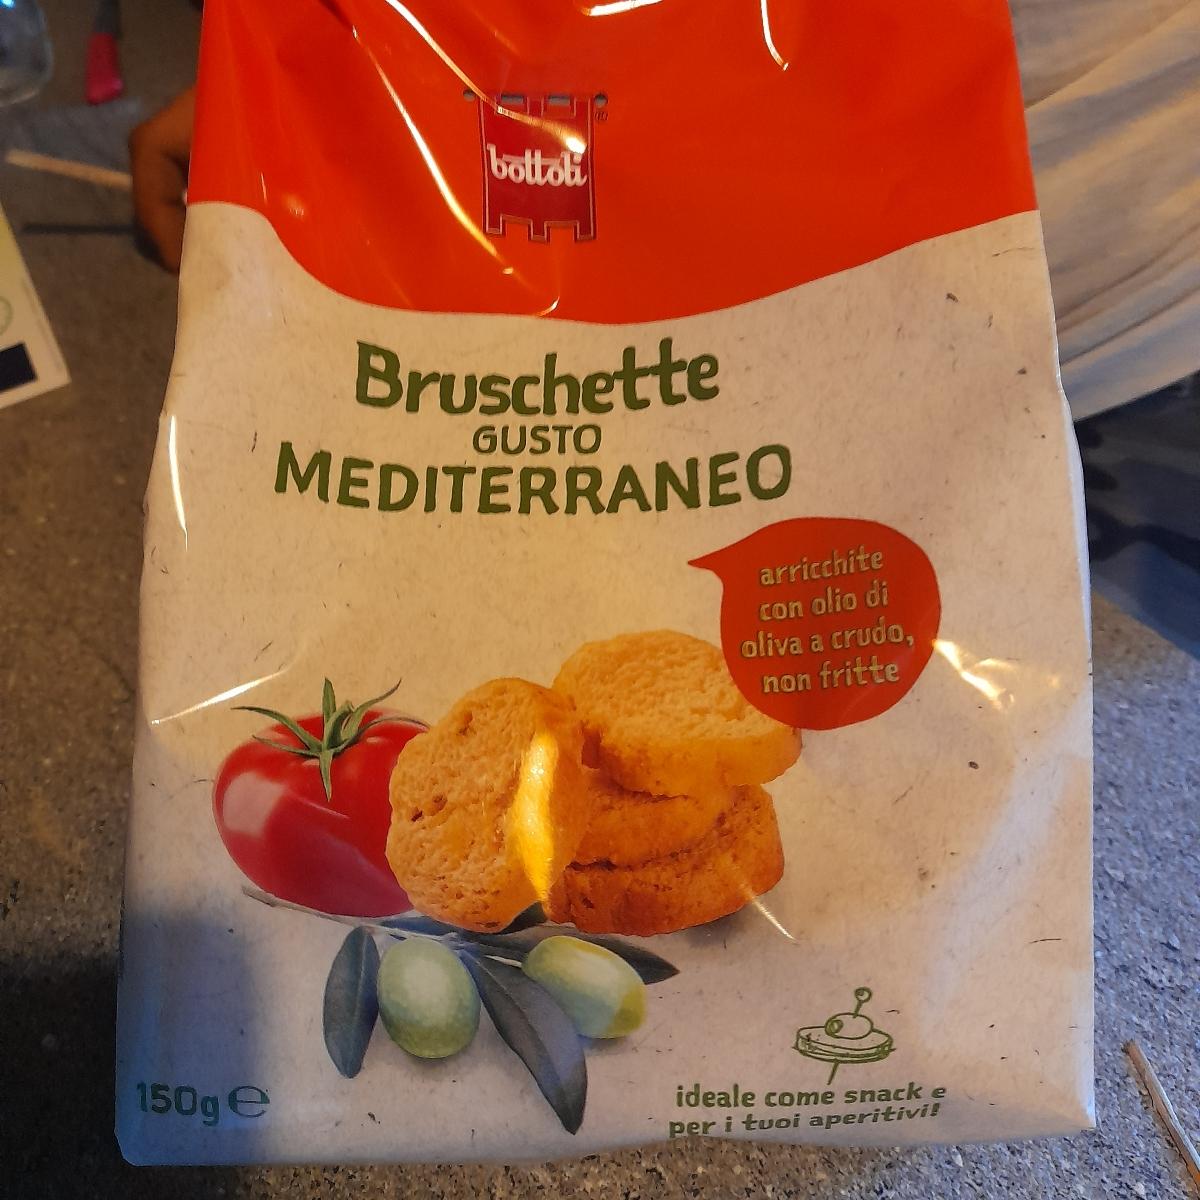 bottoli
®
Bruschette
GUSTO
MEDITERRANEO
arricchite
con olio di
oliva a crudo,
non fritte
150g ℮
ideale come snack e
per i tuoi aperitivi!